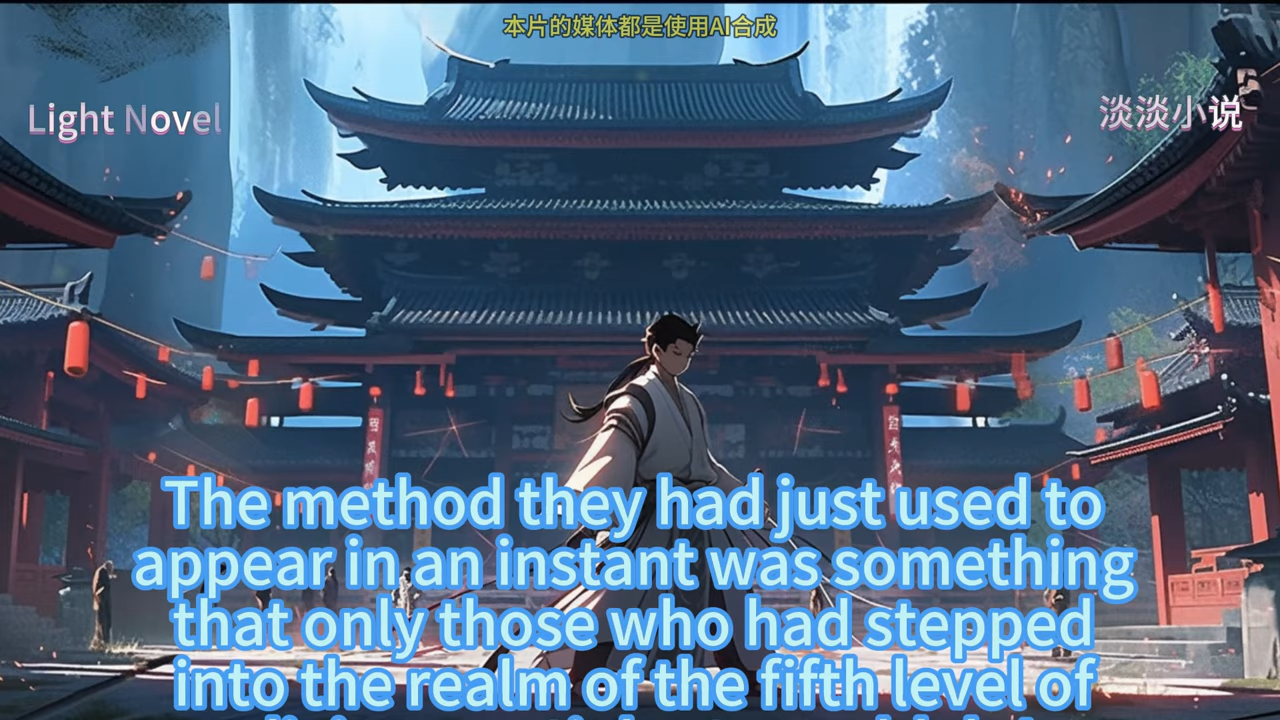 本片的媒体都是使用AI合成
Light Novel
淡淡小说
The method they had just used to
appear in an instant was something
that only those who had stepped
into the realm of the fifth level of